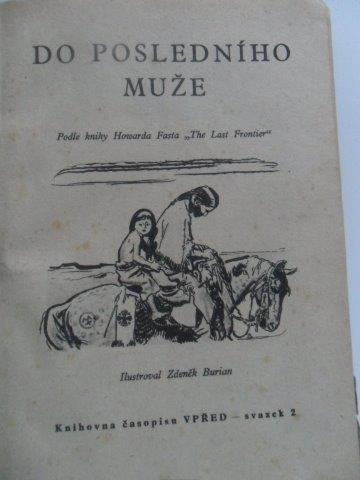 DO POSLEDNÍHO
MUŽE
Podle knihy Howarda Fasta „The Last Frontier“
Ilustroval Zdeněk Burian
Knihovna časopisu VPŘED — svazek 2